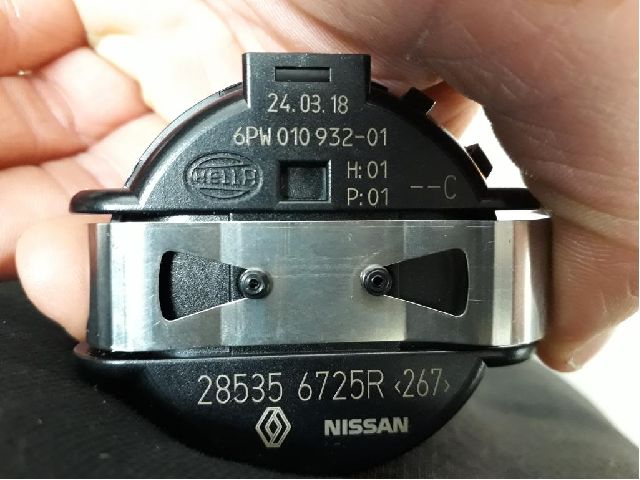 24.03.18
6PW 010 932-01
HELLA
H:01
P:01
--C
28535 6725R <267>
NISSAN